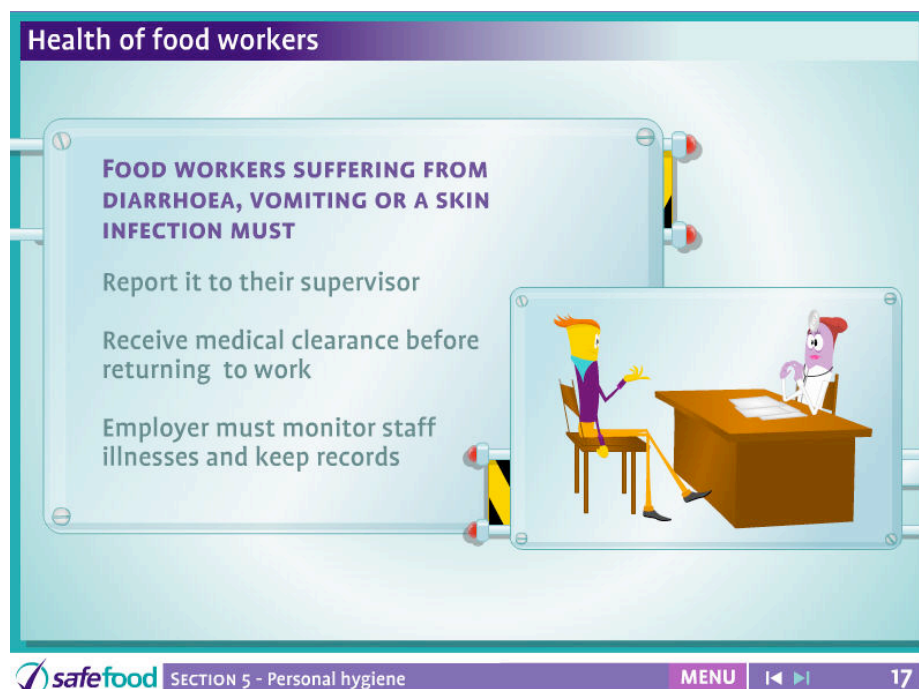 Health of food workers
FOOD WORKERS SUFFERING FROM
DIARRHOEA, VOMITING OR A SKIN
INFECTION MUST
Report it to their supervisor
Receive medical clearance before
returning to work
Employer must monitor staff
illnesses and keep records
safefood SECTION 5 - Personal hygiene MENU 17